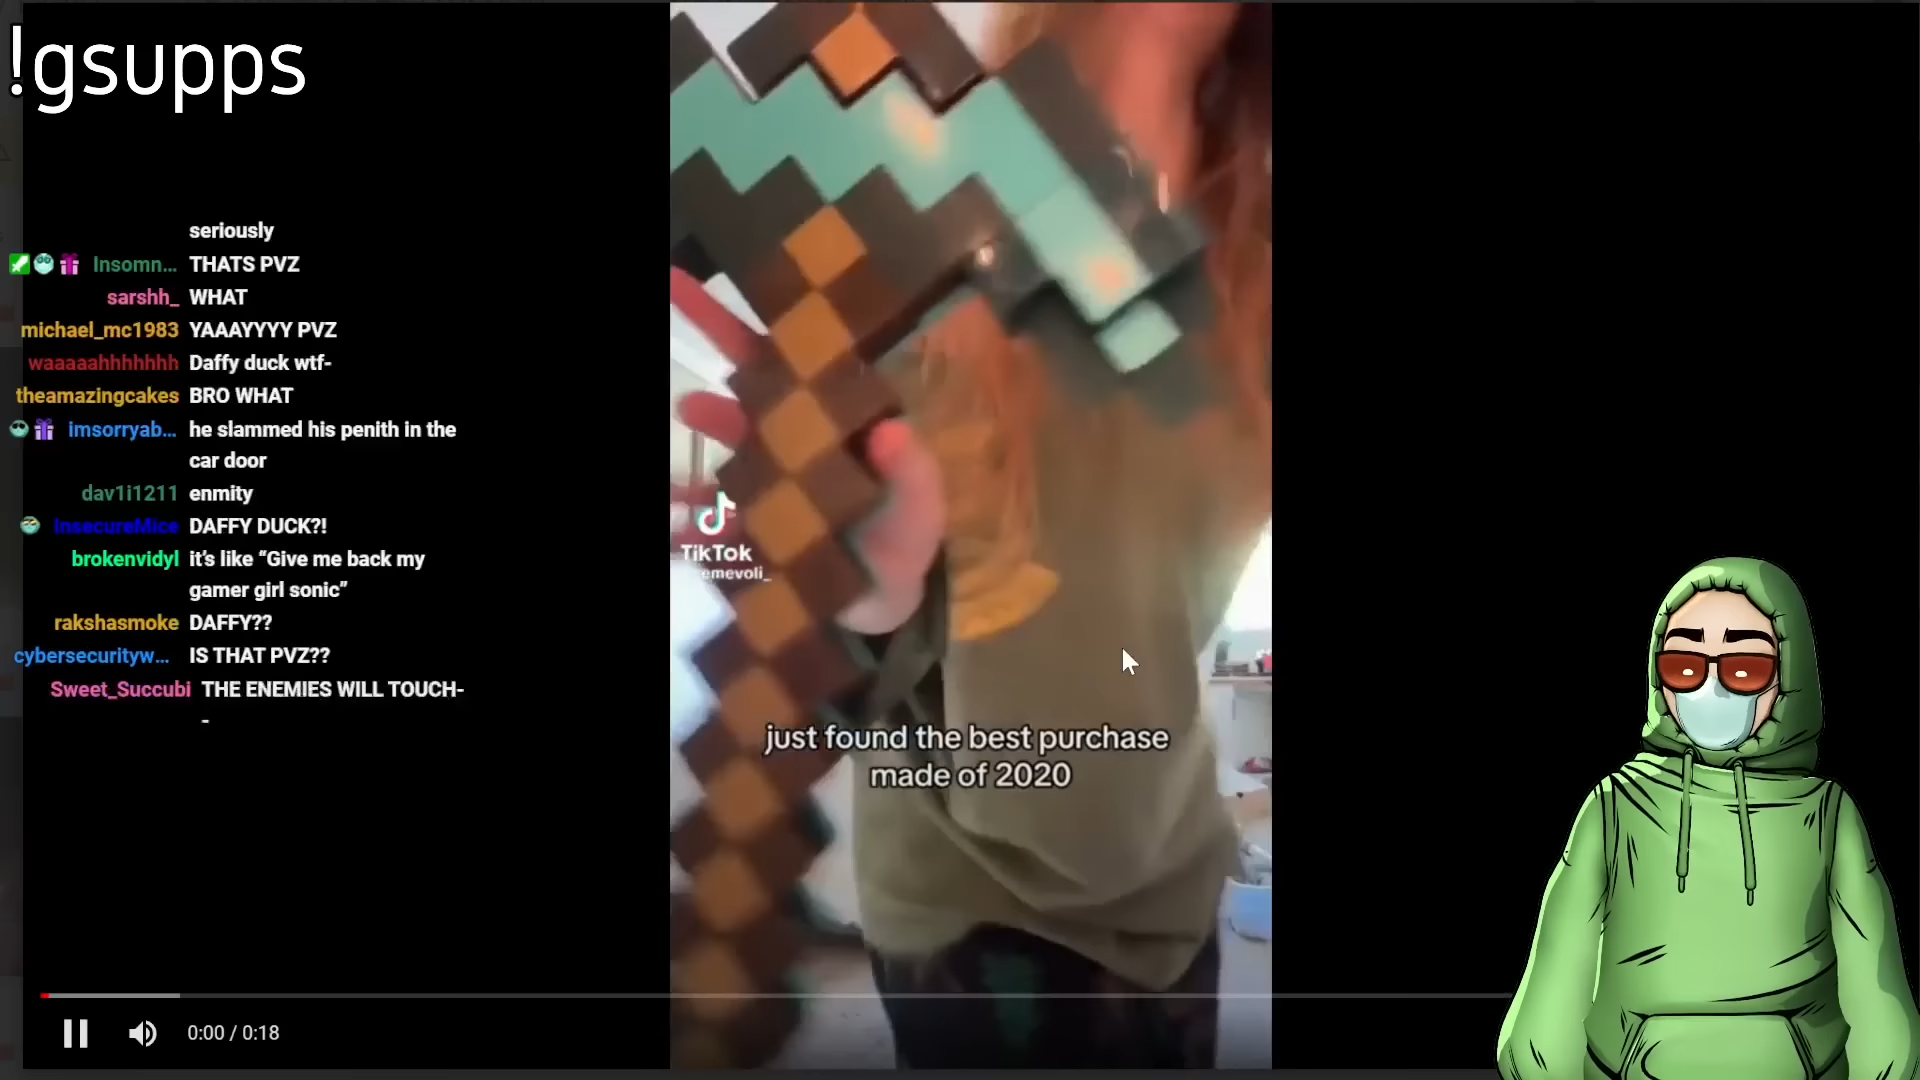 !gsupps
seriously
Insomn... THATS PVZ
sarshh_ WHAT
michael_mc1983 YAAAYYYY PVZ
waaaaahhhhhhh Daffy duck wtf-
theamazingcakes BRO WHAT
imsorryab... he slammed his penith in the
car door
dav1i1211 enmity
InsecureMice DAFFY DUCK?!
brokenvidyl it's like “Give me back my
gamer girl sonic”
rakshasmoke DAFFY??
cybersecurityw... IS THAT PVZ??
Sweet_Succubi THE ENEMIES WILL TOUCH-
-
TikTok
emevoli_
just found the best purchase
made of 2020
0:00 / 0:18